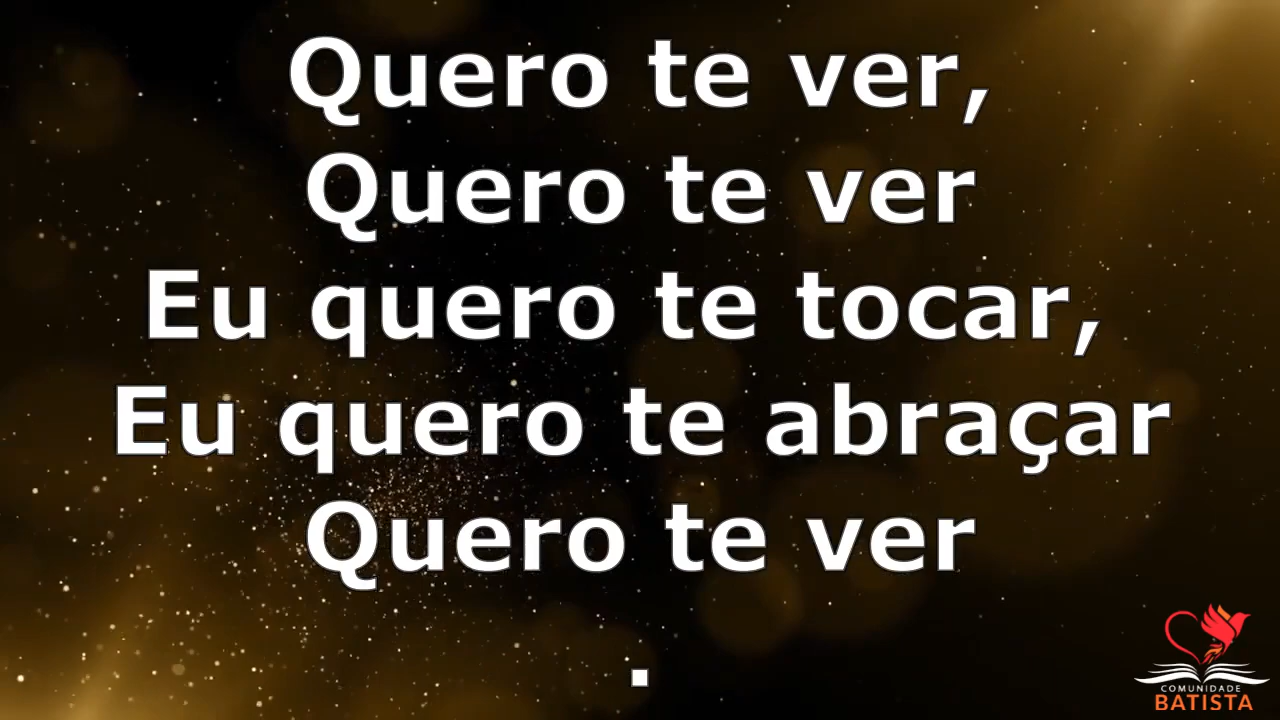 Quero te ver,
Quero te ver
Eu quero te tocar,
Eu quero te abraçar
Quero te ver
.
COMUNIDADE
BATISTA